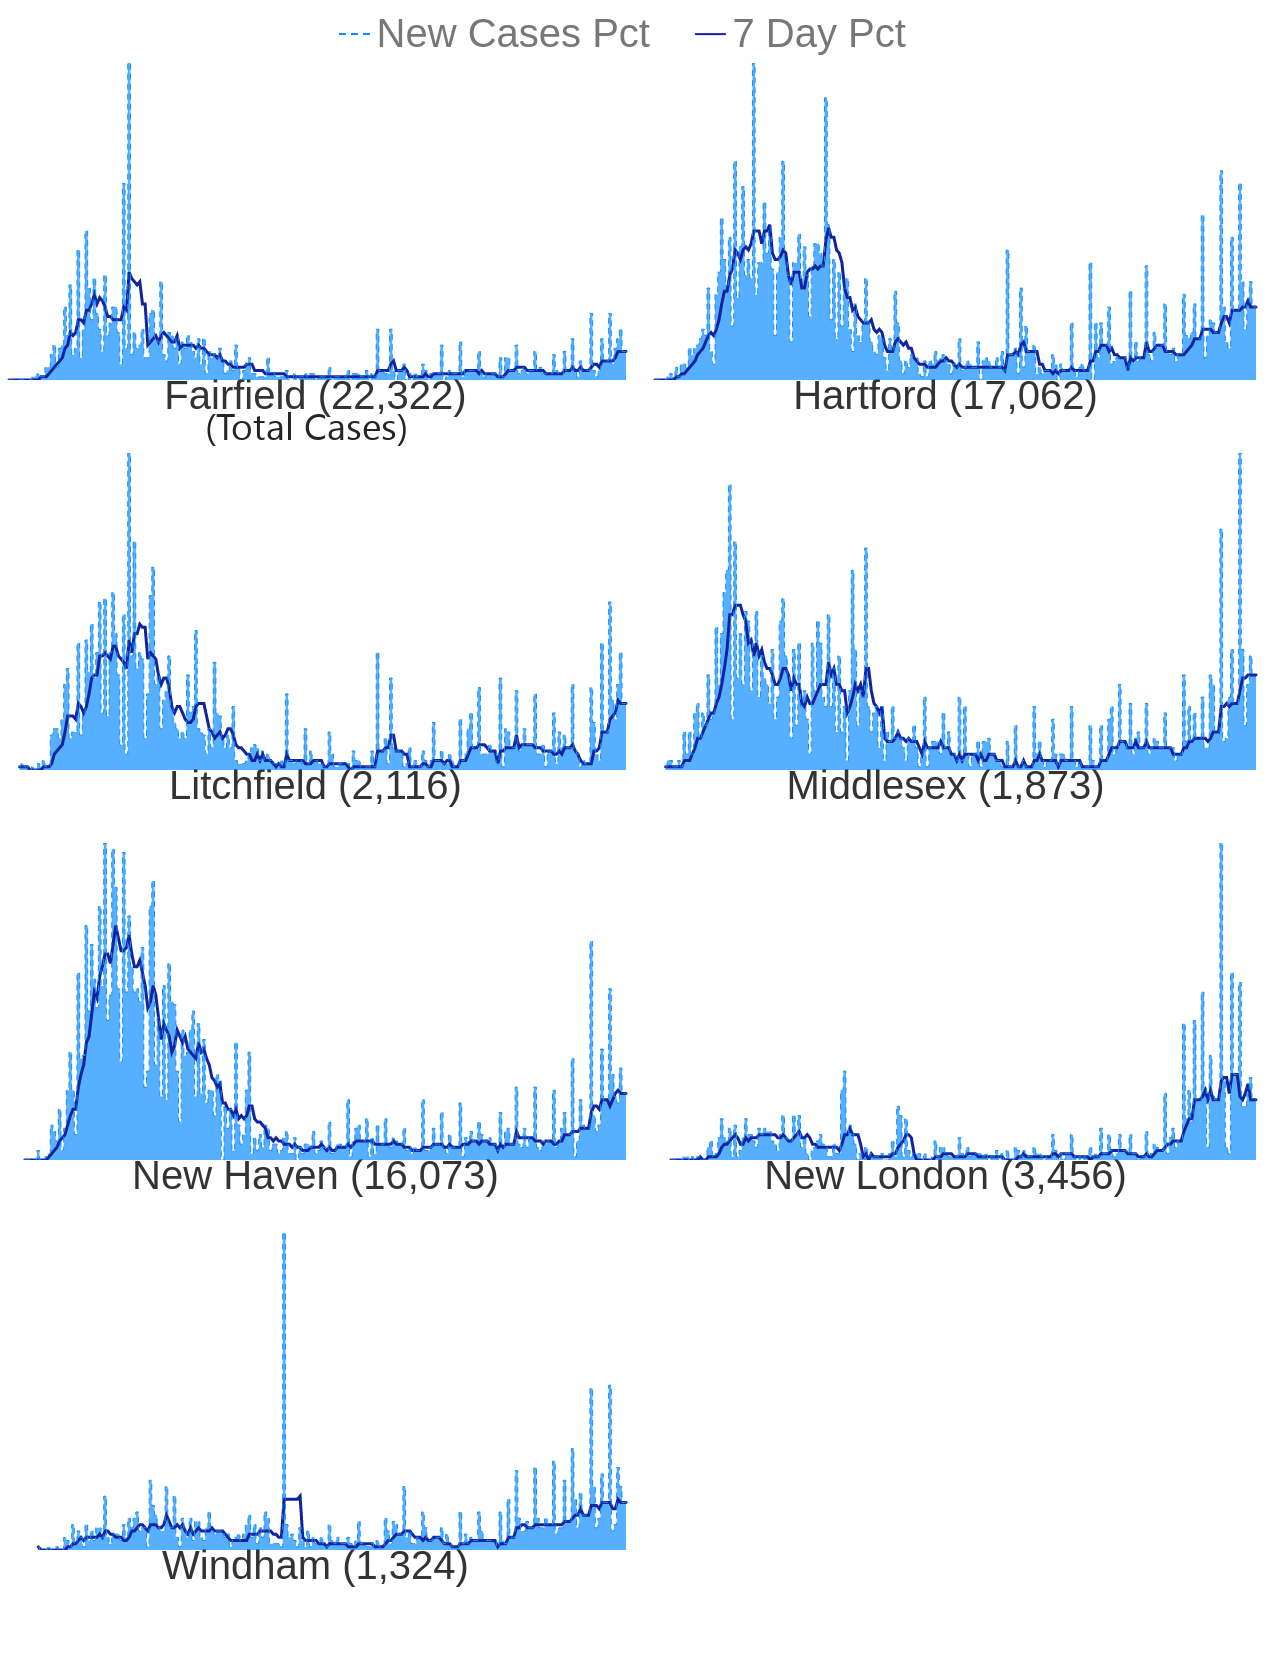 New Cases Pct 7 Day Pct
Fairfield (22,322) Hartford (17,062)
(Total Cases)
Litchfield (2,116) Middlesex (1,873)
New Haven (16,073) New London (3,456)
Windham (1,324)